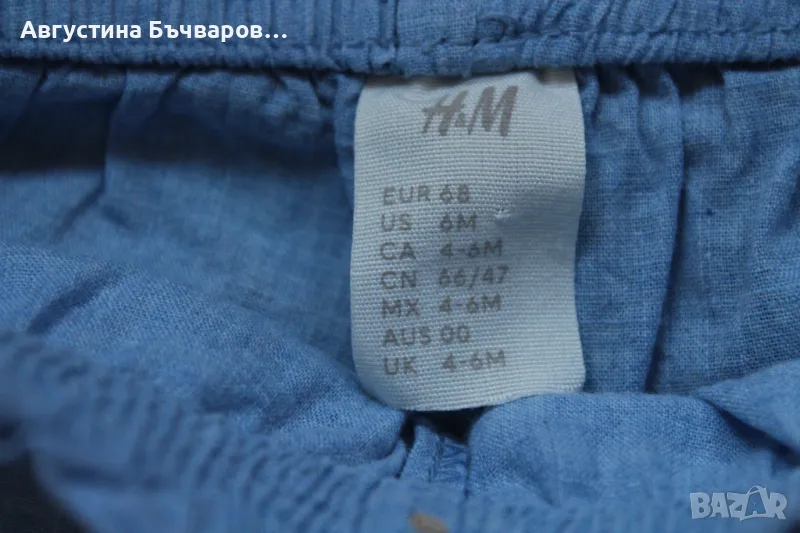 Августина Бъчваров...
H&M
EUR 68
US 6M
CA 4-6M
CN 66/47
MX 4-6M
AUS 00
UK 4-6M
BAZAR